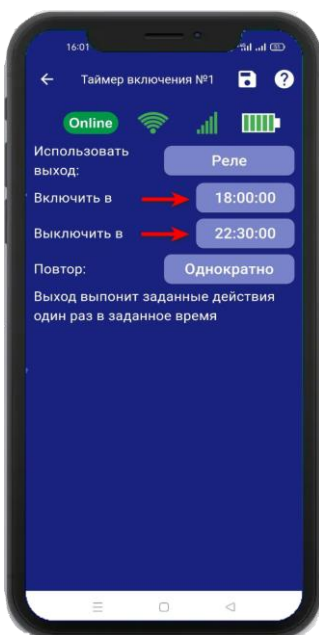 16:01
Таймер включения №1
Online
Использовать выход:
Реле
Включить в
18:00:00
Выключить в
22:30:00
Повтор:
Однократно
Выход выпонит заданные действия
один раз в заданное время